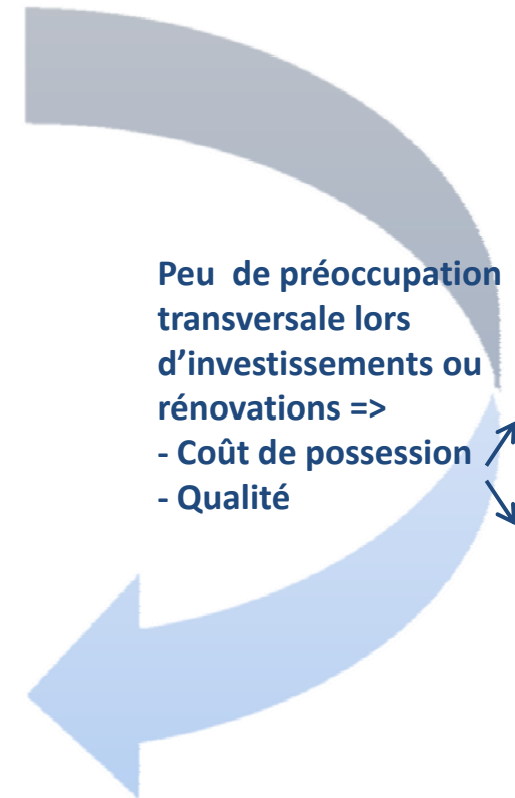 Peu de préoccupation
transversale lors
d’investissements ou
rénovations =>
- Coût de possession
- Qualité